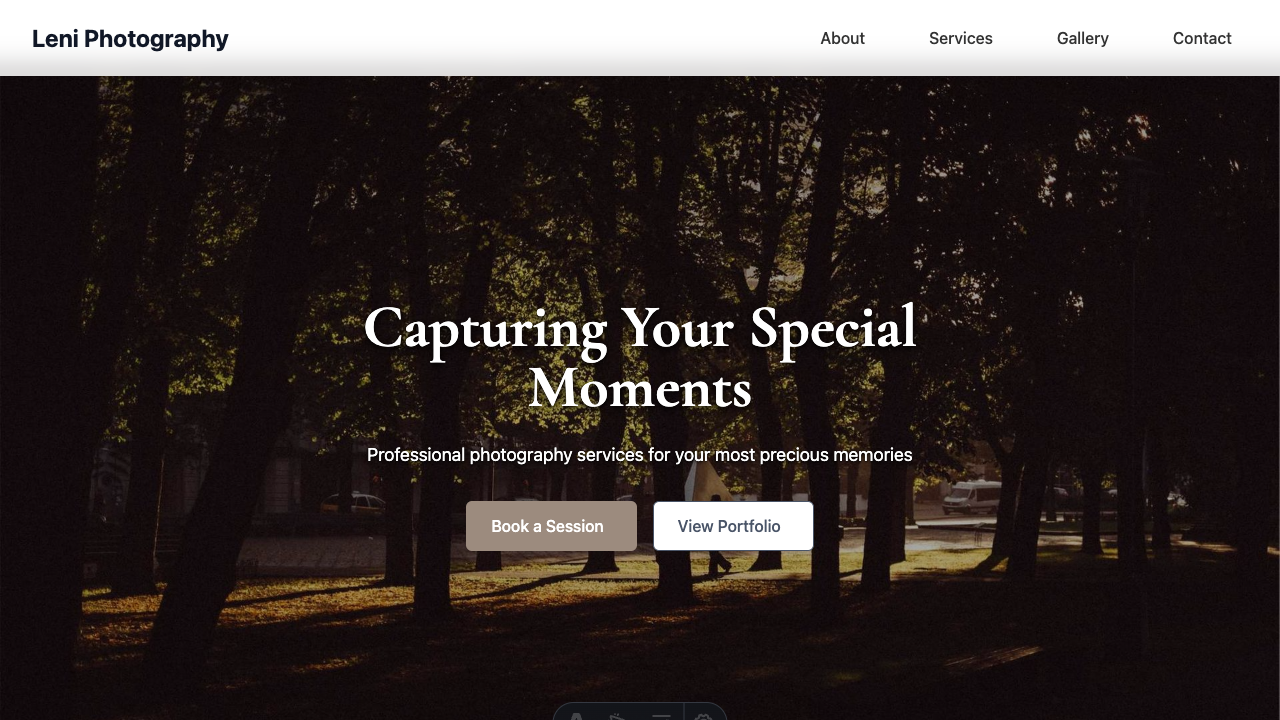 Leni Photography
About Services Gallery Contact
Capturing Your Special
Moments
Professional photography services for your most precious memories
Book a Session View Portfolio